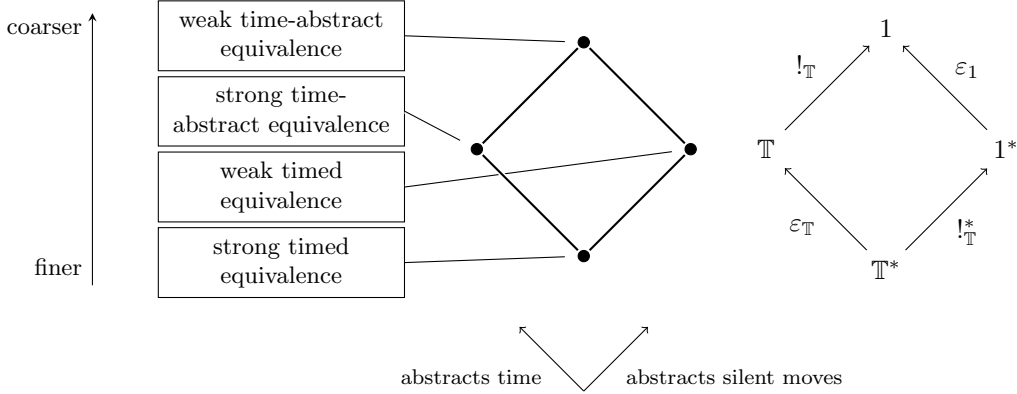 coarser
weak time-abstract
equivalence
strong time-
abstract equivalence
weak timed
equivalence
strong timed
equivalence
finer
abstracts time
abstracts silent moves
1
!𝕋
ε1
𝕋
1*
ε𝕋
!*𝕋
𝕋*